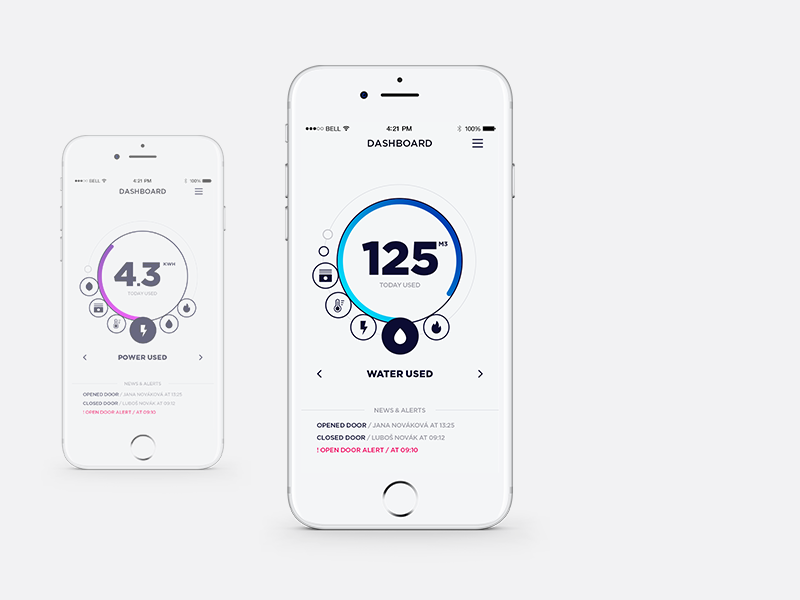 BELL 4:21 PM 100%
DASHBOARD
4.3 KWH
TODAY USED
POWER USED
NEWS & ALERTS
OPENED DOOR / JANA NOVÁKOVÁ AT 13:25
CLOSED DOOR / LUBOŠ NOVÁK AT 09:12
! OPEN DOOR ALERT / AT 09:10
BELL 4:21 PM 100%
DASHBOARD
125 M3
TODAY USED
WATER USED
NEWS & ALERTS
OPENED DOOR / JANA NOVÁKOVÁ AT 13:25
CLOSED DOOR / LUBOŠ NOVÁK AT 09:12
! OPEN DOOR ALERT / AT 09:10